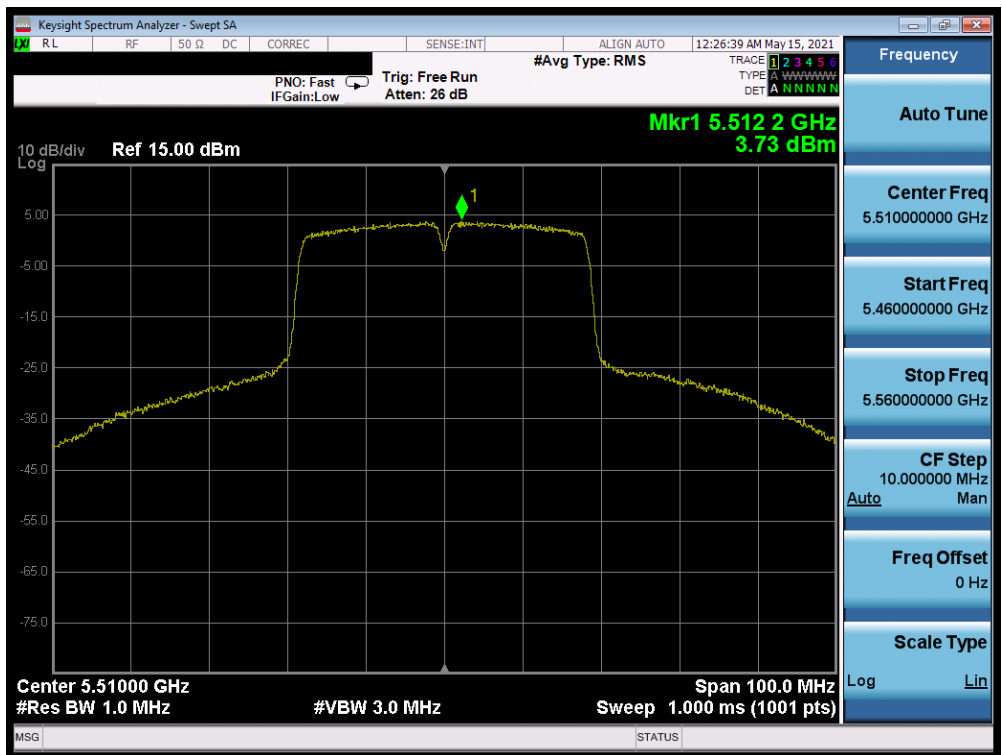 Keysight Spectrum Analyzer - Swept SA
LXI RL RF 50 Ω DC CORREC SENSE:INT ALIGN AUTO 12:26:39 AM May 15, 2021
#Avg Type: RMS TRACE 1 2 3 4 5 6
PNO: Fast Trig: Free Run TYPE A WWWWW
IFGain:Low Atten: 26 dB DET A N N N N N
Mkr1 5.512 2 GHz
10 dB/div Ref 15.00 dBm 3.73 dBm
Log
1
5.00
-5.00
-15.0
-25.0
-35.0
-45.0
-55.0
-65.0
-75.0
Center 5.51000 GHz Span 100.0 MHz
#Res BW 1.0 MHz #VBW 3.0 MHz Sweep 1.000 ms (1001 pts)
MSG STATUS
Frequency
Auto Tune
Center Freq
5.510000000 GHz
Start Freq
5.460000000 GHz
Stop Freq
5.560000000 GHz
CF Step
10.000000 MHz
Auto Man
Freq Offset
0 Hz
Scale Type
Log Lin